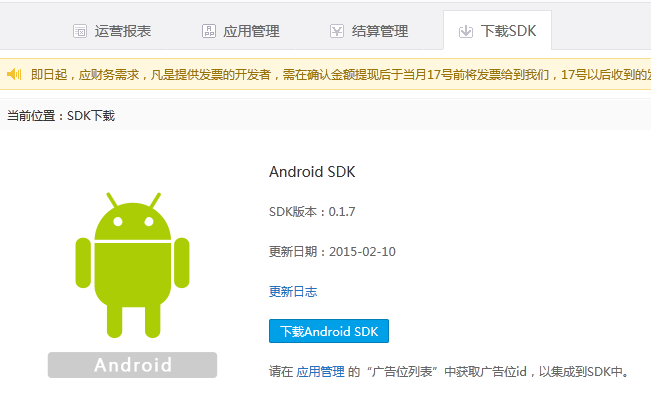 运营报表 应用管理 结算管理 下载SDK
即日起，应财务需求，凡是提供发票的开发者，需在确认金额提现后于当月17号前将发票给到我们，17号以后收到的
当前位置：SDK下载
Android SDK
SDK版本：0.1.7
更新日期：2015-02-10
更新日志
下载Android SDK
Android
请在 应用管理 的“广告位列表”中获取广告位id，以集成到SDK中。